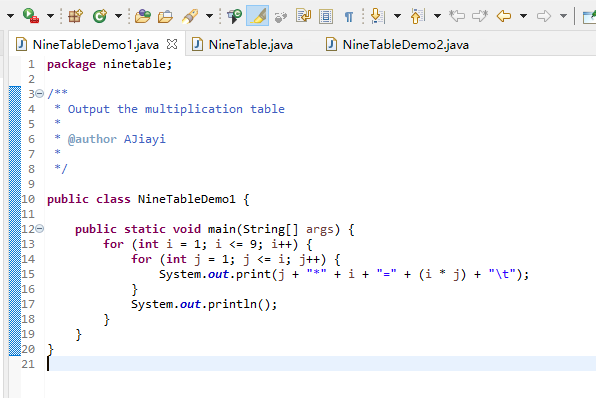 NineTableDemo1.java NineTable.java NineTableDemo2.java
1 package ninetable;
2
3 /**
4  * Output the multiplication table
5  *
6  * @author AJiayi
7  *
8  */
9
10 public class NineTableDemo1 {
11
12     public static void main(String[] args) {
13         for (int i = 1; i <= 9; i++) {
14             for (int j = 1; j <= i; j++) {
15                 System.out.print(j + "*" + i + "=" + (i * j) + "\t");
16             }
17             System.out.println();
18         }
19     }
20 }
21